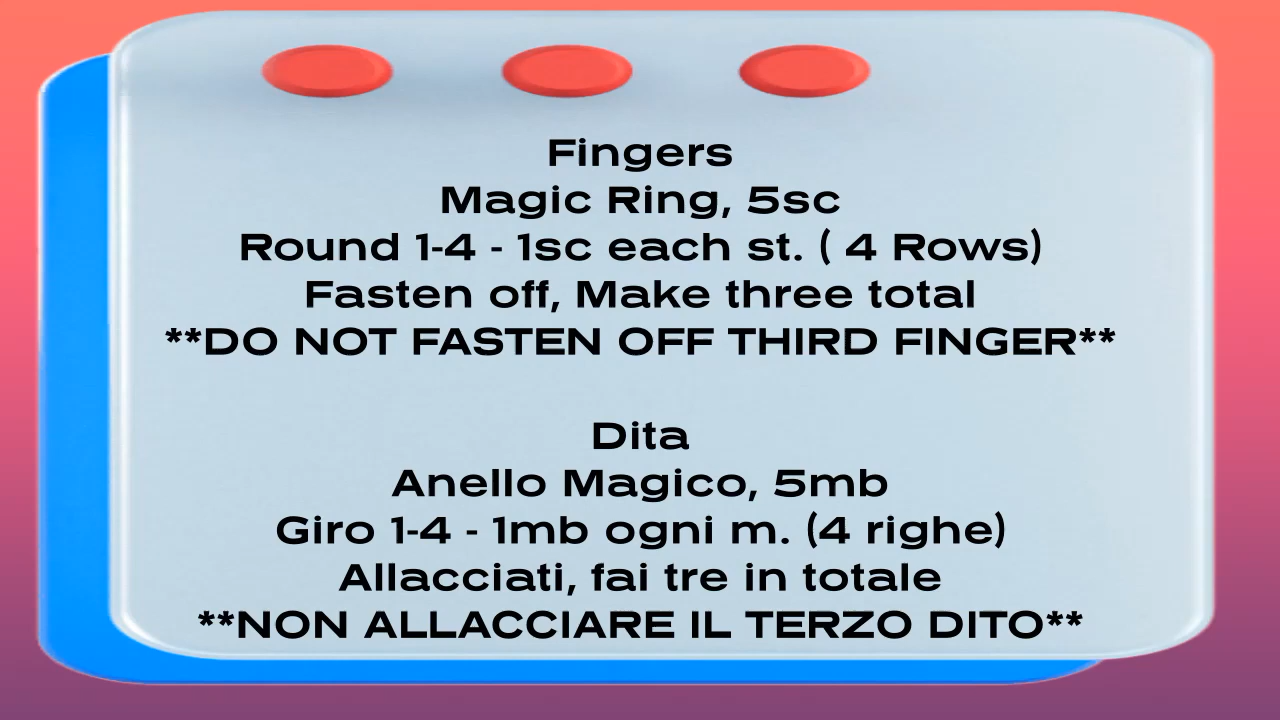 Fingers
Magic Ring, 5sc
Round 1-4 - 1sc each st. ( 4 Rows)
Fasten off, Make three total
**DO NOT FASTEN OFF THIRD FINGER**
Dita
Anello Magico, 5mb
Giro 1-4 - 1mb ogni m. (4 righe)
Allacciati, fai tre in totale
**NON ALLACCIARE IL TERZO DITO**